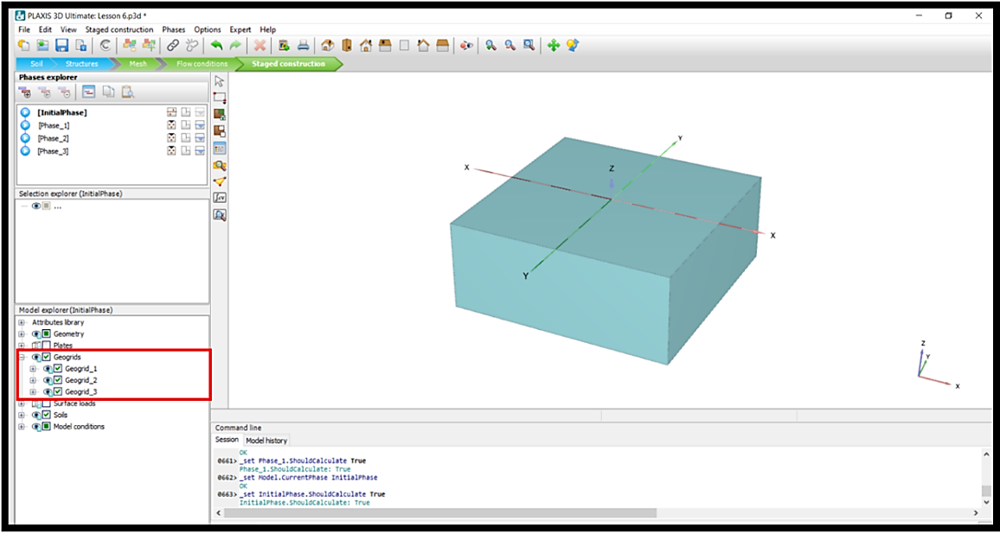 PLAXIS 3D Ultimate: Lesson 6.p3d *
File Edit View Staged construction Phases Options Expert Help
Soil Structures Mesh Flow conditions Staged construction
Phases explorer
[InitialPhase]
[Phase_1]
[Phase_2]
[Phase_3]
Selection explorer (InitialPhase)
...
Model explorer (InitialPhase)
Attributes library
Geometry
Plates
Geogrids
Geogrid_1
Geogrid_2
Geogrid_3
Surface loads
Soils
Model conditions
Y
X
Z
X
Y
Z
Y
X
Command line
Session Model history
OK
0661> _set Phase_1.ShouldCalculate True
Phase_1.ShouldCalculate: True
0662> _set Model.CurrentPhase InitialPhase
OK
0663> _set InitialPhase.ShouldCalculate True
InitialPhase.ShouldCalculate: True